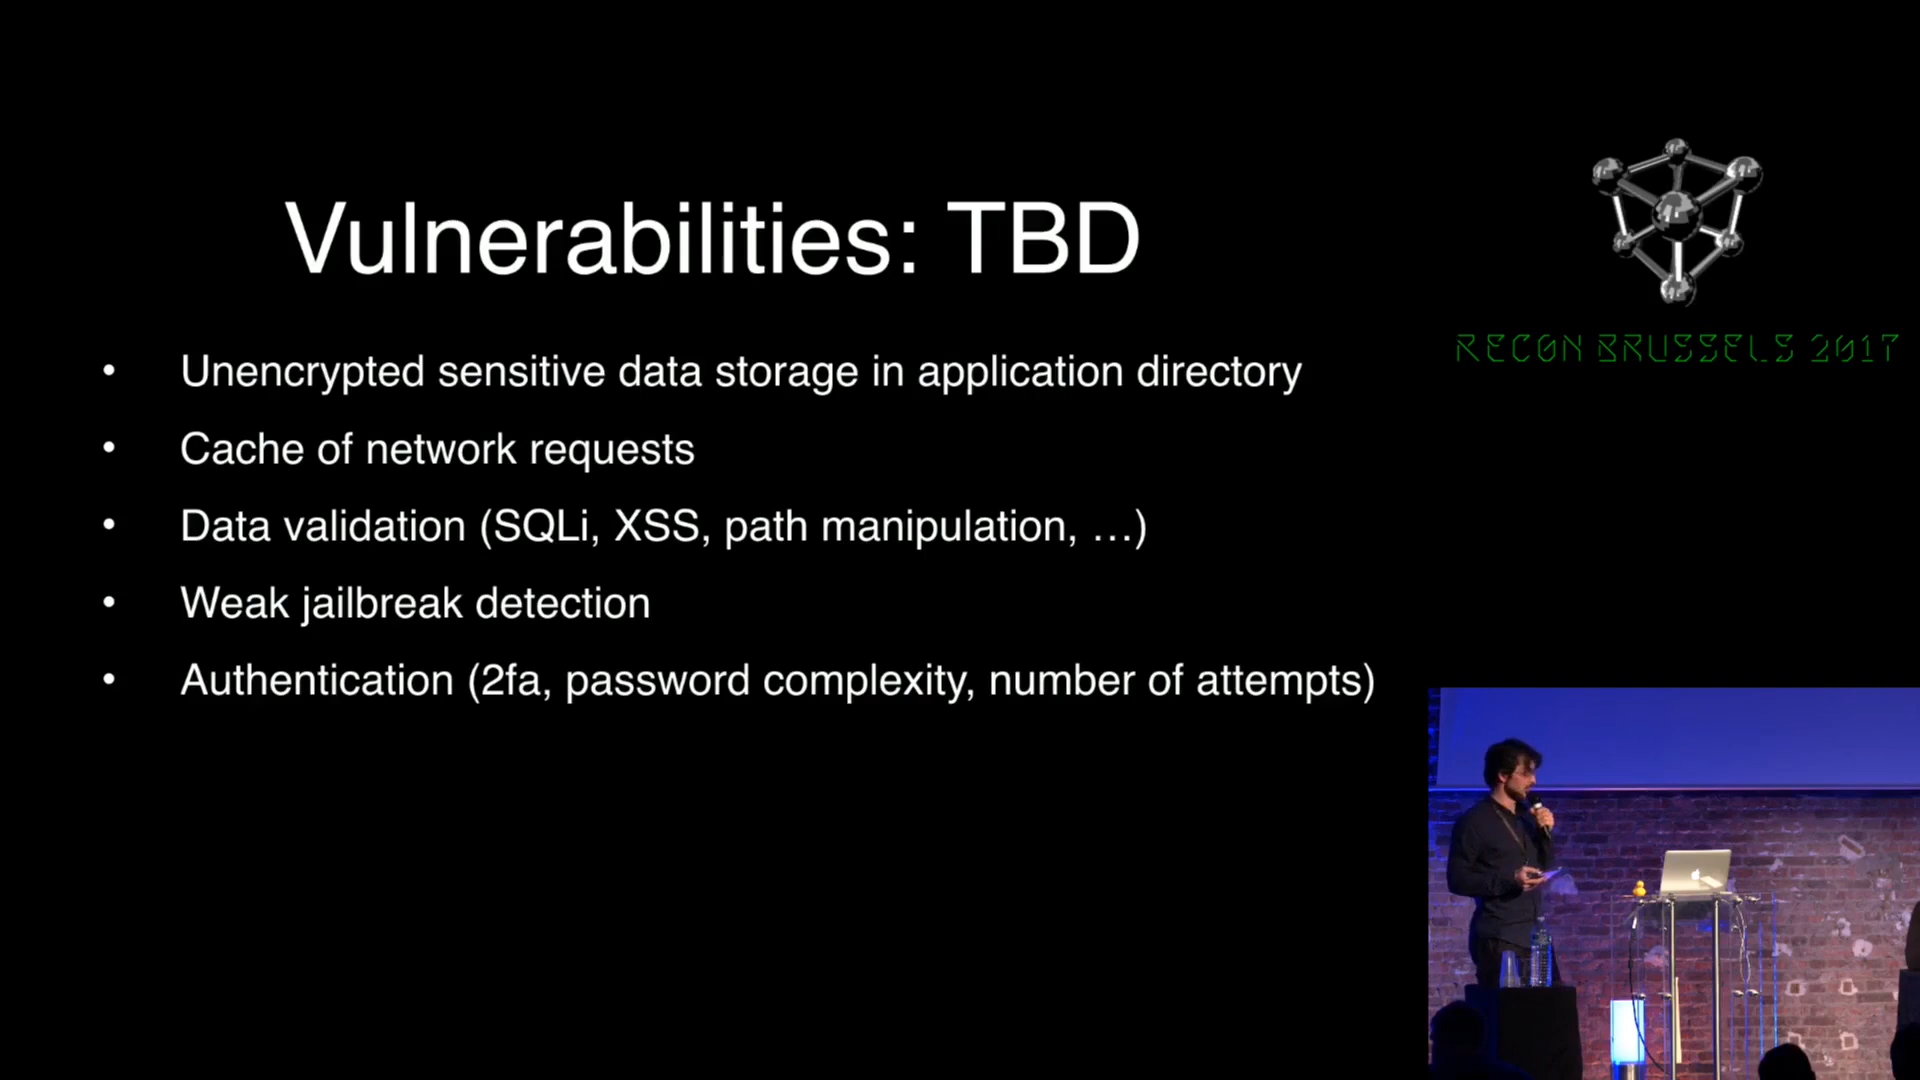 Vulnerabilities: TBD
• Unencrypted sensitive data storage in application directory
• Cache of network requests
• Data validation (SQLi, XSS, path manipulation, …)
• Weak jailbreak detection
• Authentication (2fa, password complexity, number of attempts)
RECON BRUSSELS 2017